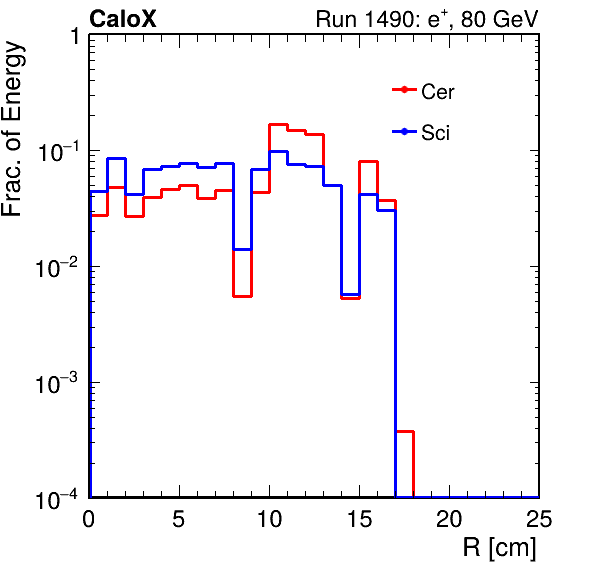 CaloX Run 1490: e⁺, 80 GeV
Frac. of Energy
1
10⁻¹
10⁻²
10⁻³
10⁻⁴
Cer
Sci
0 5 10 15 20 25
R [cm]